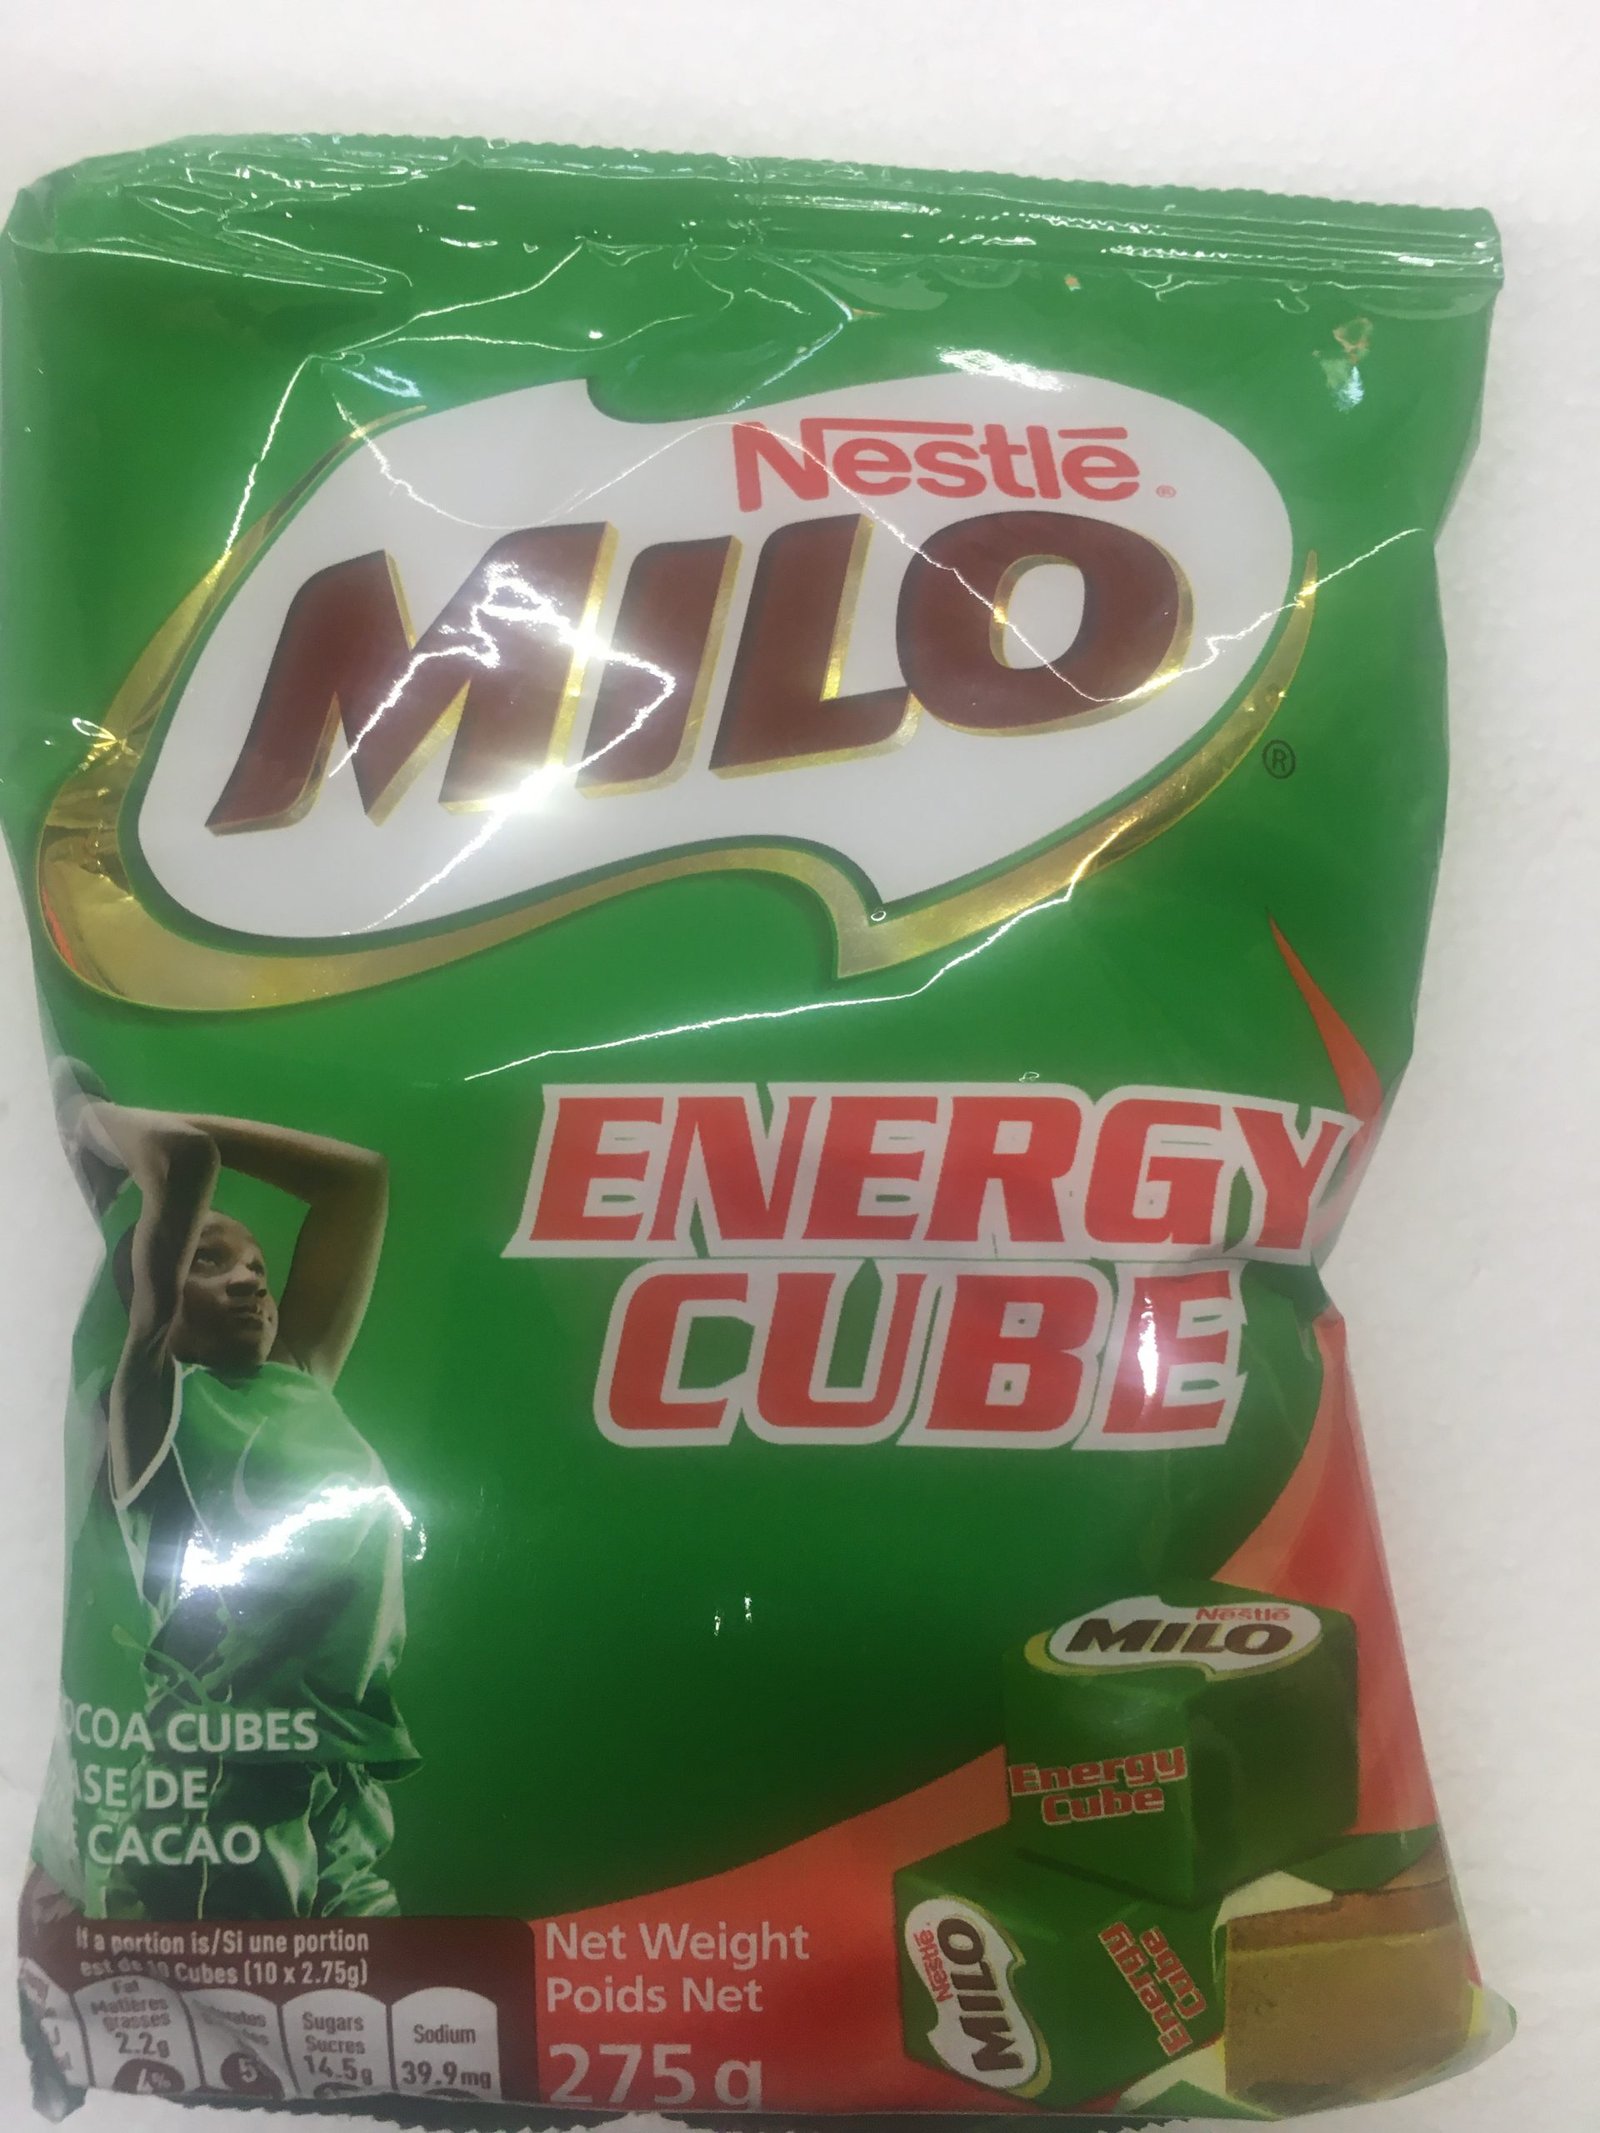 Nestlé®
MILO
®
ENERGY
CUBE
Nestlé
MILO
Energy
Cube
CUBES
DE
CACAO
If a portion is/Si une portion
est de 10 Cubes (10 x 2.75g)
Fat
Matières
grasses
2.2g
4%
Sugars
Sucres
14.5g
Sodium
39.9mg
Net Weight
Poids Net
275g
Nestlé
MILO
Energy
Cube